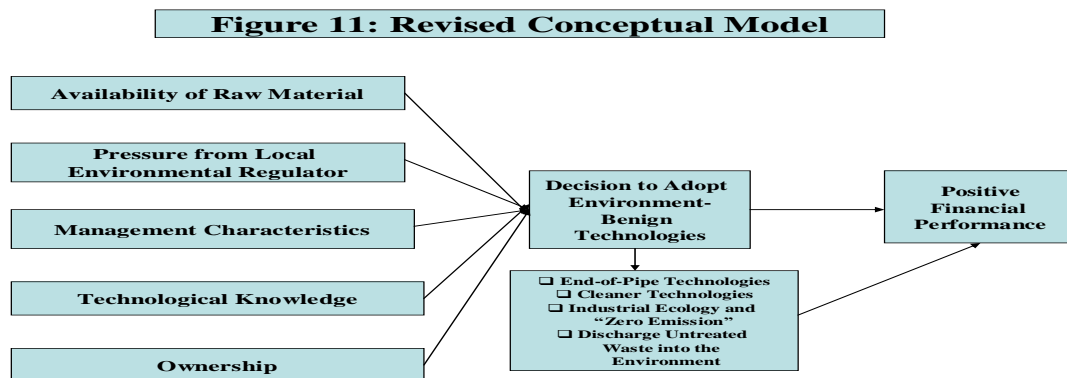 Figure 11: Revised Conceptual Model
Availability of Raw Material
Pressure from Local
Environmental Regulator
Management Characteristics
Technological Knowledge
Ownership
Decision to Adopt
Environment-
Benign
Technologies
❑ End-of-Pipe Technologies
❑ Cleaner Technologies
❑ Industrial Ecology and
“Zero Emission”
❑ Discharge Untreated
Waste into the
Environment
Positive
Financial
Performance